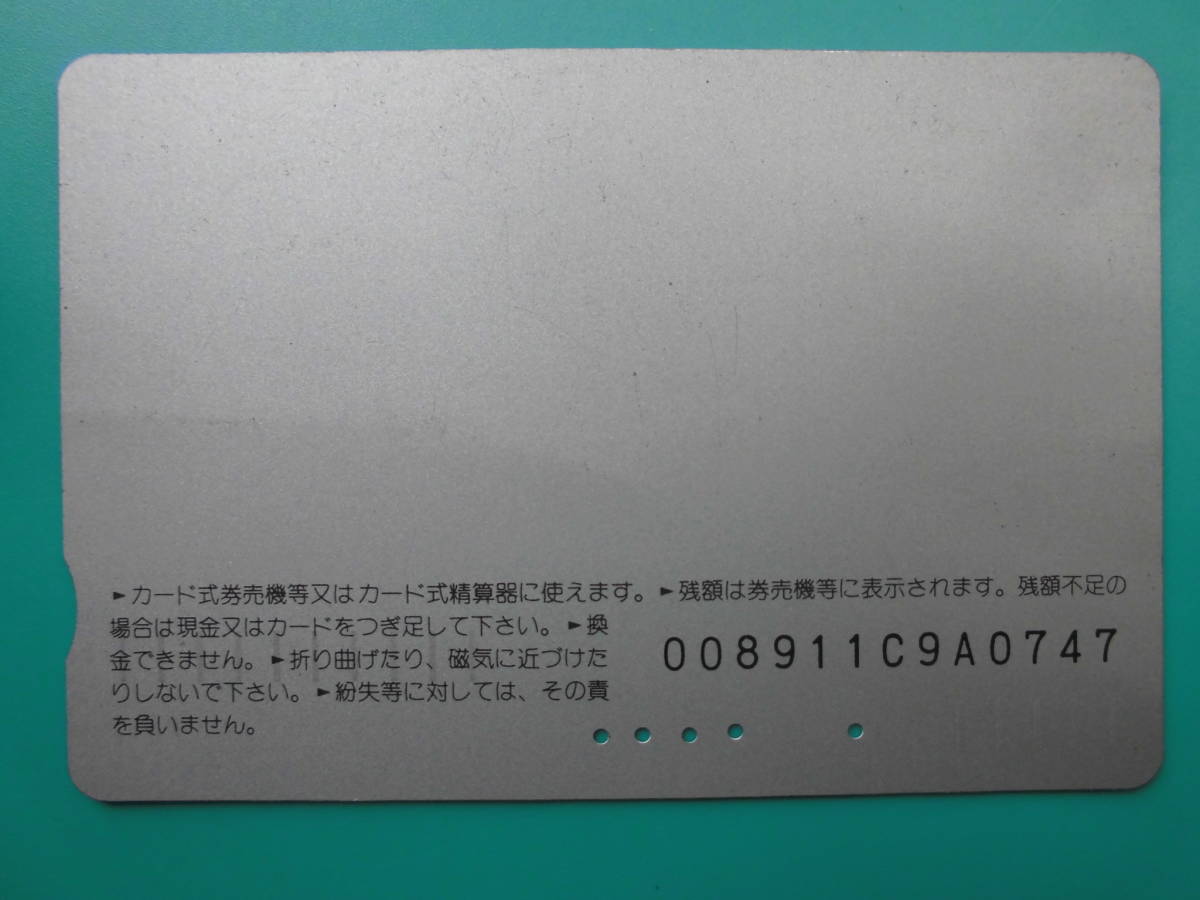 ►カード式券売機等又はカード式精算器に使えます。►残額は券売機等に表示されます。残額不足の
場合は現金又はカードをつぎ足して下さい。►換
金できません。►折り曲げたり、磁気に近づけた
りしないで下さい。►紛失等に対しては、その責
を負いません。
008911C9A0747